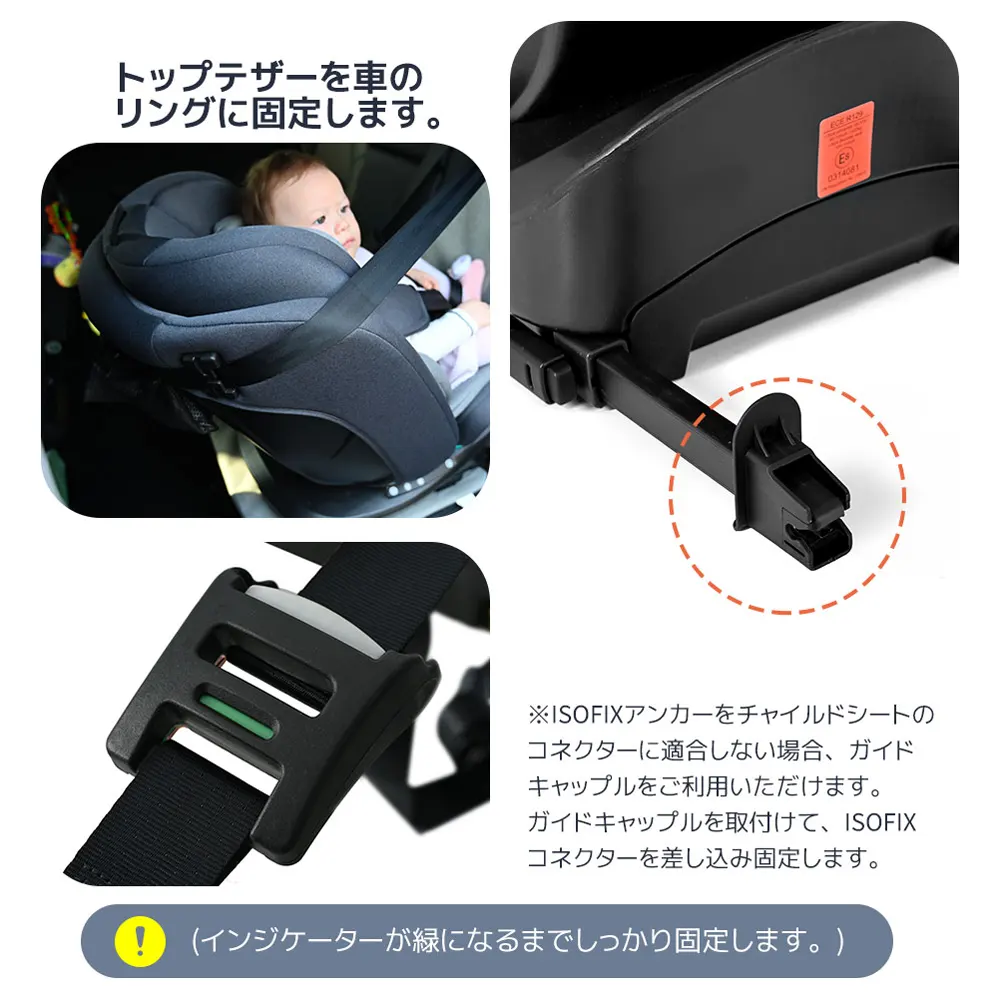 トップテザーを車の
リングに固定します。
ECE R129
E8
0314081
※ISOFIXアンカーをチャイルドシートの
コネクターに適合しない場合、ガイド
キャップルをご利用いただけます。
ガイドキャップルを取付けて、ISOFIX
コネクターを差し込み固定します。
(インジケーターが緑になるまでしっかり固定します。)